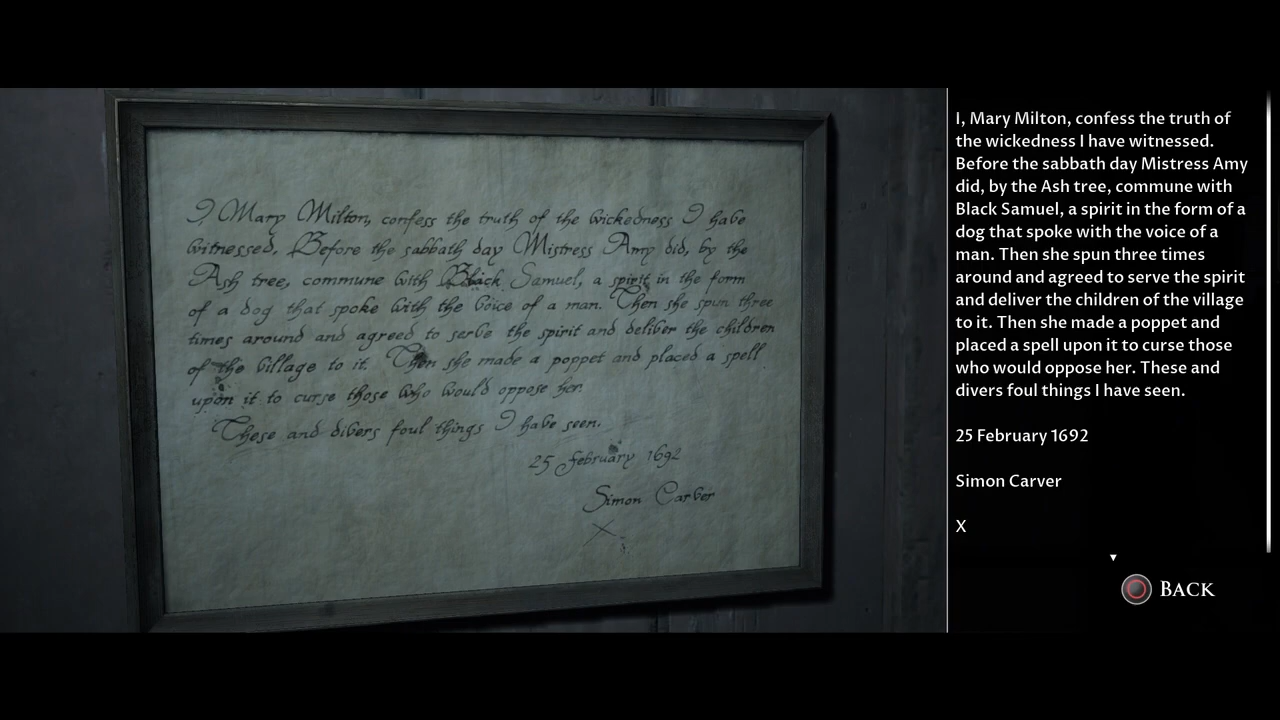 I Mary Milton, confess the truth of the wickedness I have
witnessed. Before the sabbath day Mistress Amy did, by the
Ash tree, commune with Black Samuel, a spirit in the form
of a dog that spoke with the voice of a man. Then she spun three
times around and agreed to serve the spirit and deliver the children
of the village to it. Then she made a poppet and placed a spell
upon it to curse those who would oppose her.
These and divers foul things I have seen.
25 February 1692
Simon Carver
X
I, Mary Milton, confess the truth of
the wickedness I have witnessed.
Before the sabbath day Mistress Amy
did, by the Ash tree, commune with
Black Samuel, a spirit in the form of a
dog that spoke with the voice of a
man. Then she spun three times
around and agreed to serve the spirit
and deliver the children of the village
to it. Then she made a poppet and
placed a spell upon it to curse those
who would oppose her. These and
divers foul things I have seen.
25 February 1692
Simon Carver
X
BACK